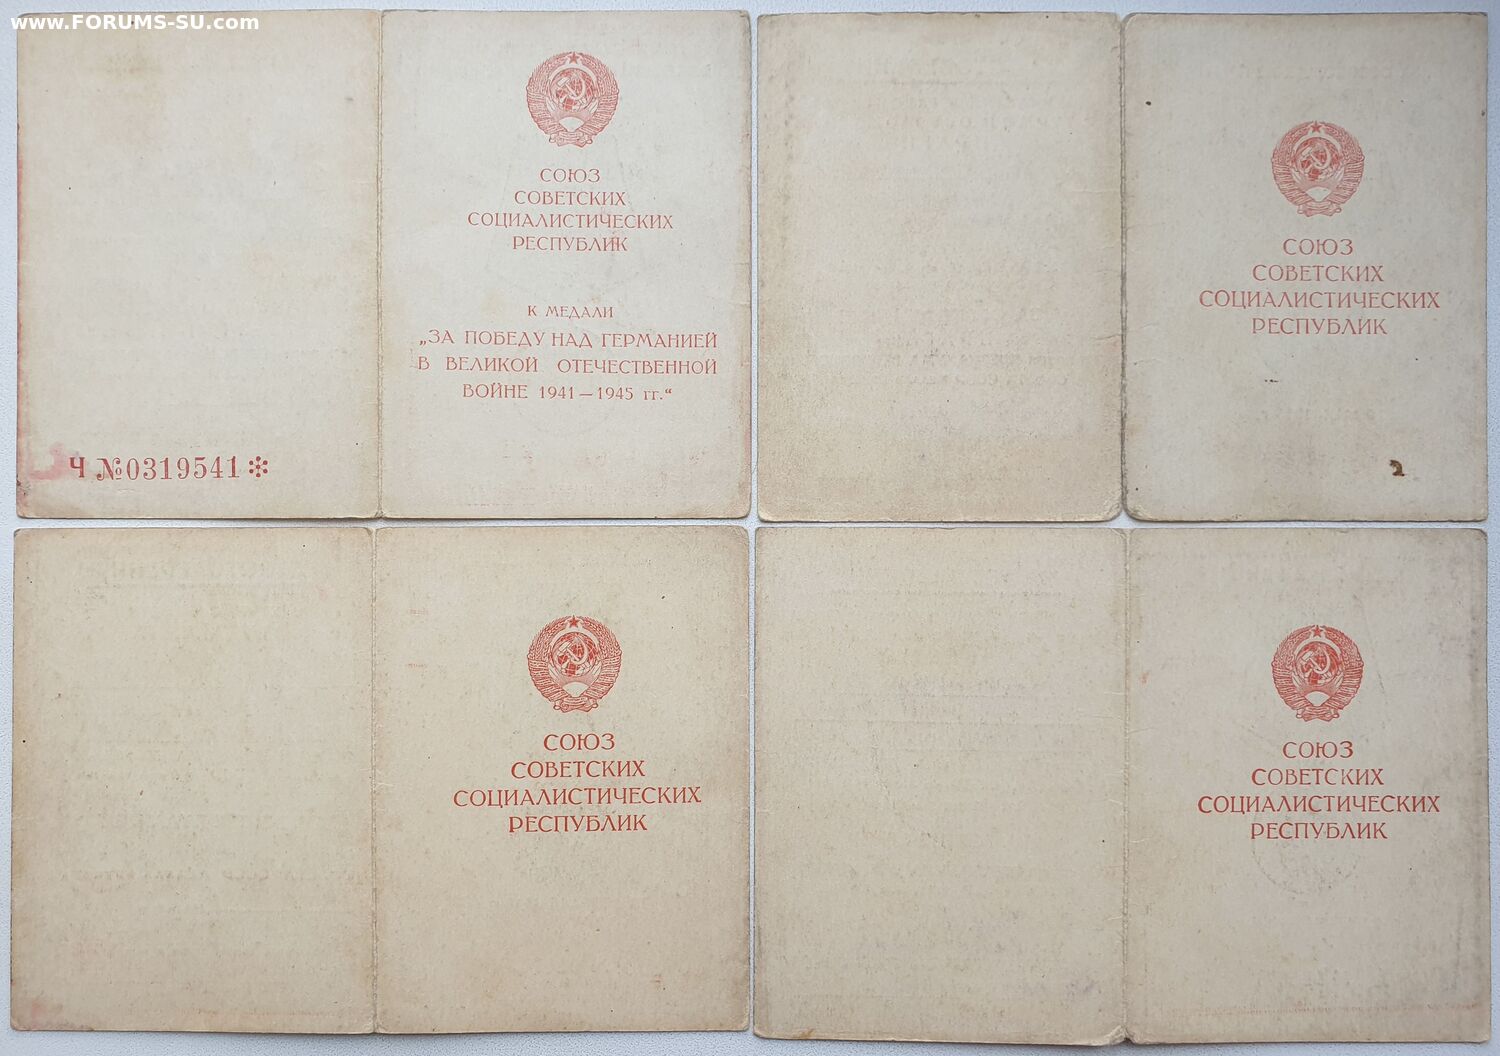 www.FORUMS-SU.com
СОЮЗ
СОВЕТСКИХ
СОЦИАЛИСТИЧЕСКИХ
РЕСПУБЛИК
К МЕДАЛИ
„ЗА ПОБЕДУ НАД ГЕРМАНИЕЙ
В ВЕЛИКОЙ ОТЕЧЕСТВЕННОЙ
ВОЙНЕ 1941—1945 гг.“
Ч №0319541
СОЮЗ
СОВЕТСКИХ
СОЦИАЛИСТИЧЕСКИХ
РЕСПУБЛИК
СОЮЗ
СОВЕТСКИХ
СОЦИАЛИСТИЧЕСКИХ
РЕСПУБЛИК
СОЮЗ
СОВЕТСКИХ
СОЦИАЛИСТИЧЕСКИХ
РЕСПУБЛИК